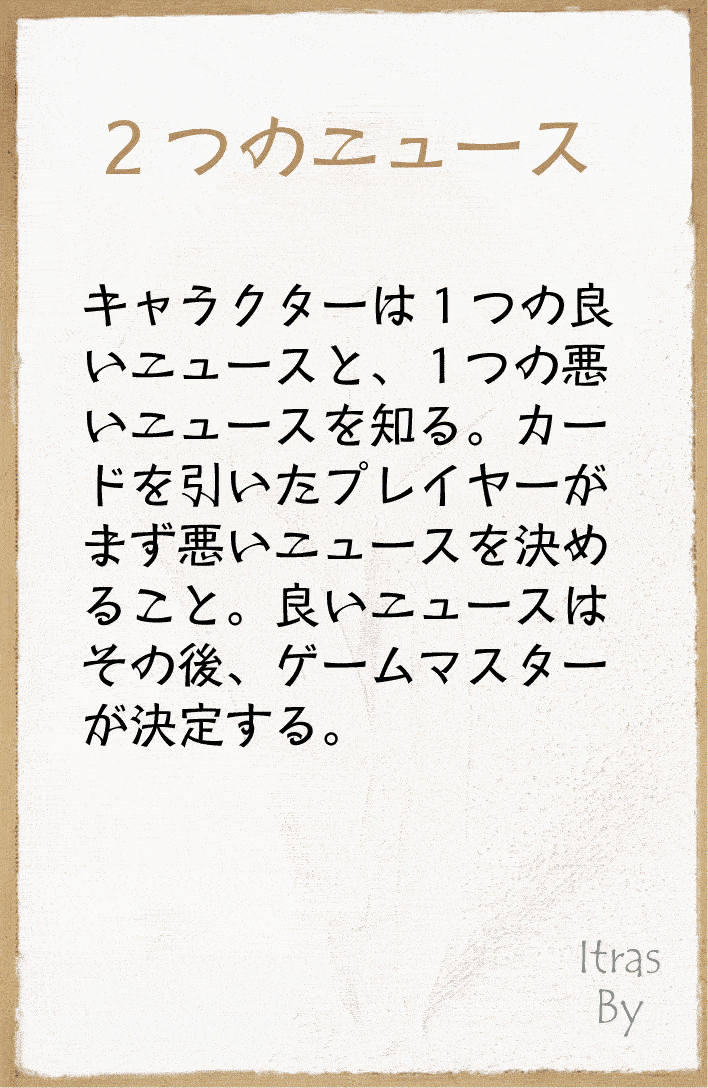 ２つのニュース
キャラクターは１つの良
いニュースと、１つの悪
いニュースを知る。カー
ドを引いたプレイヤーが
まず悪いニュースを決め
ること。良いニュースは
その後、ゲームマスター
が決定する。
Itras
By